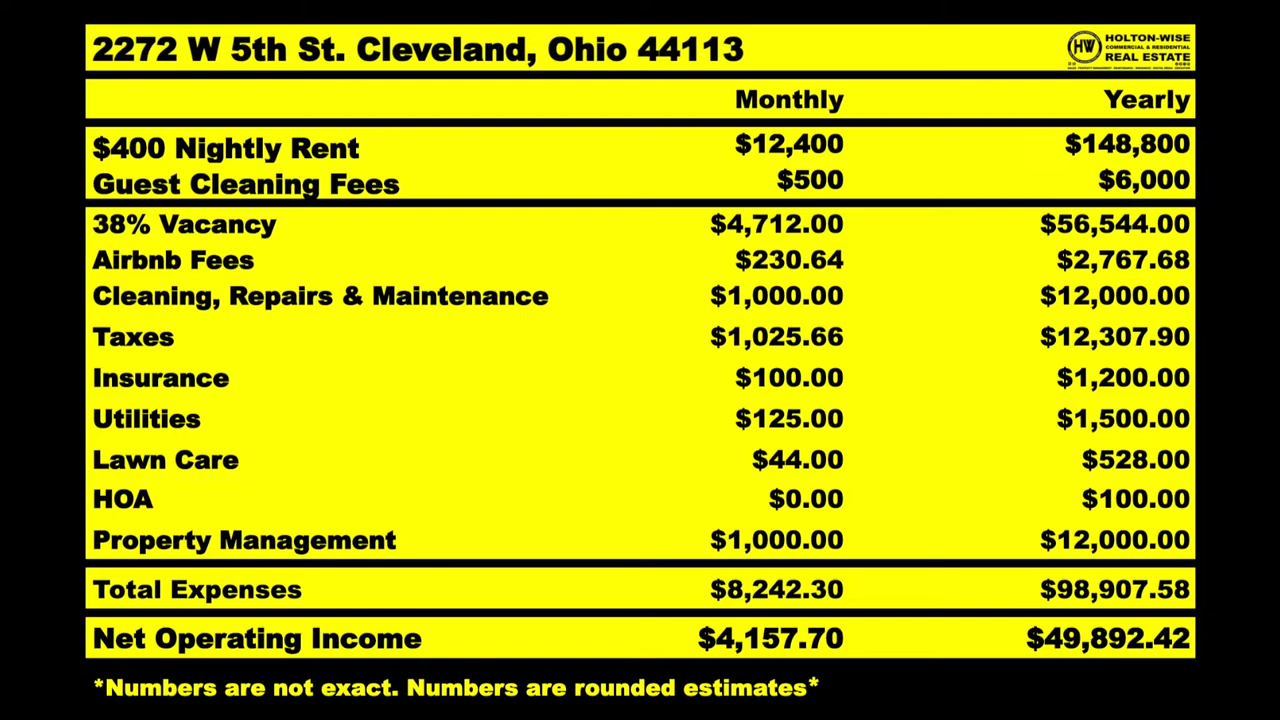 2272 W 5th St. Cleveland, Ohio 44113
HW
HOLTON-WISE
COMMERCIAL & RESIDENTIAL
REAL ESTATE
Monthly Yearly
$400 Nightly Rent $12,400 $148,800
Guest Cleaning Fees $500 $6,000
38% Vacancy $4,712.00 $56,544.00
Airbnb Fees $230.64 $2,767.68
Cleaning, Repairs & Maintenance $1,000.00 $12,000.00
Taxes $1,025.66 $12,307.90
Insurance $100.00 $1,200.00
Utilities $125.00 $1,500.00
Lawn Care $44.00 $528.00
HOA $0.00 $100.00
Property Management $1,000.00 $12,000.00
Total Expenses $8,242.30 $98,907.58
Net Operating Income $4,157.70 $49,892.42
*Numbers are not exact. Numbers are rounded estimates*